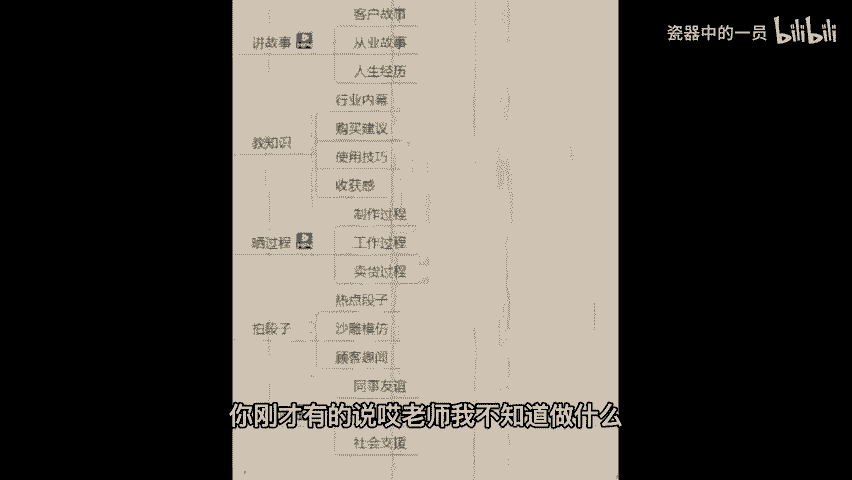 瓷器中的一员 bilibili
客户故事
讲故事
从业故事
人生经历
行业内幕
购买建议
教知识
使用技巧
收获感
制作过程
晒过程
工作过程
卖货过程
热点段子
拍段子
沙雕模仿
顾客趣闻
同事友谊
你刚才有的说哎老师我不知道做什么
社会支援